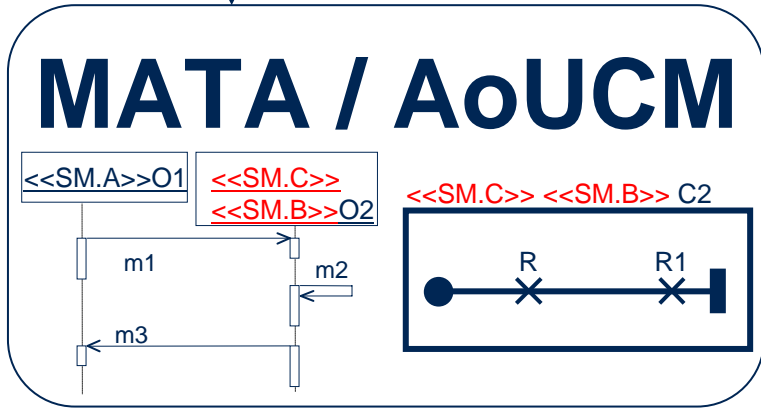 MATA / AoUCM
<<SM.A>>O1
<<SM.C>>
<<SM.B>>O2
<<SM.C>> <<SM.B>> C2
m1
m2
m3
R
R1